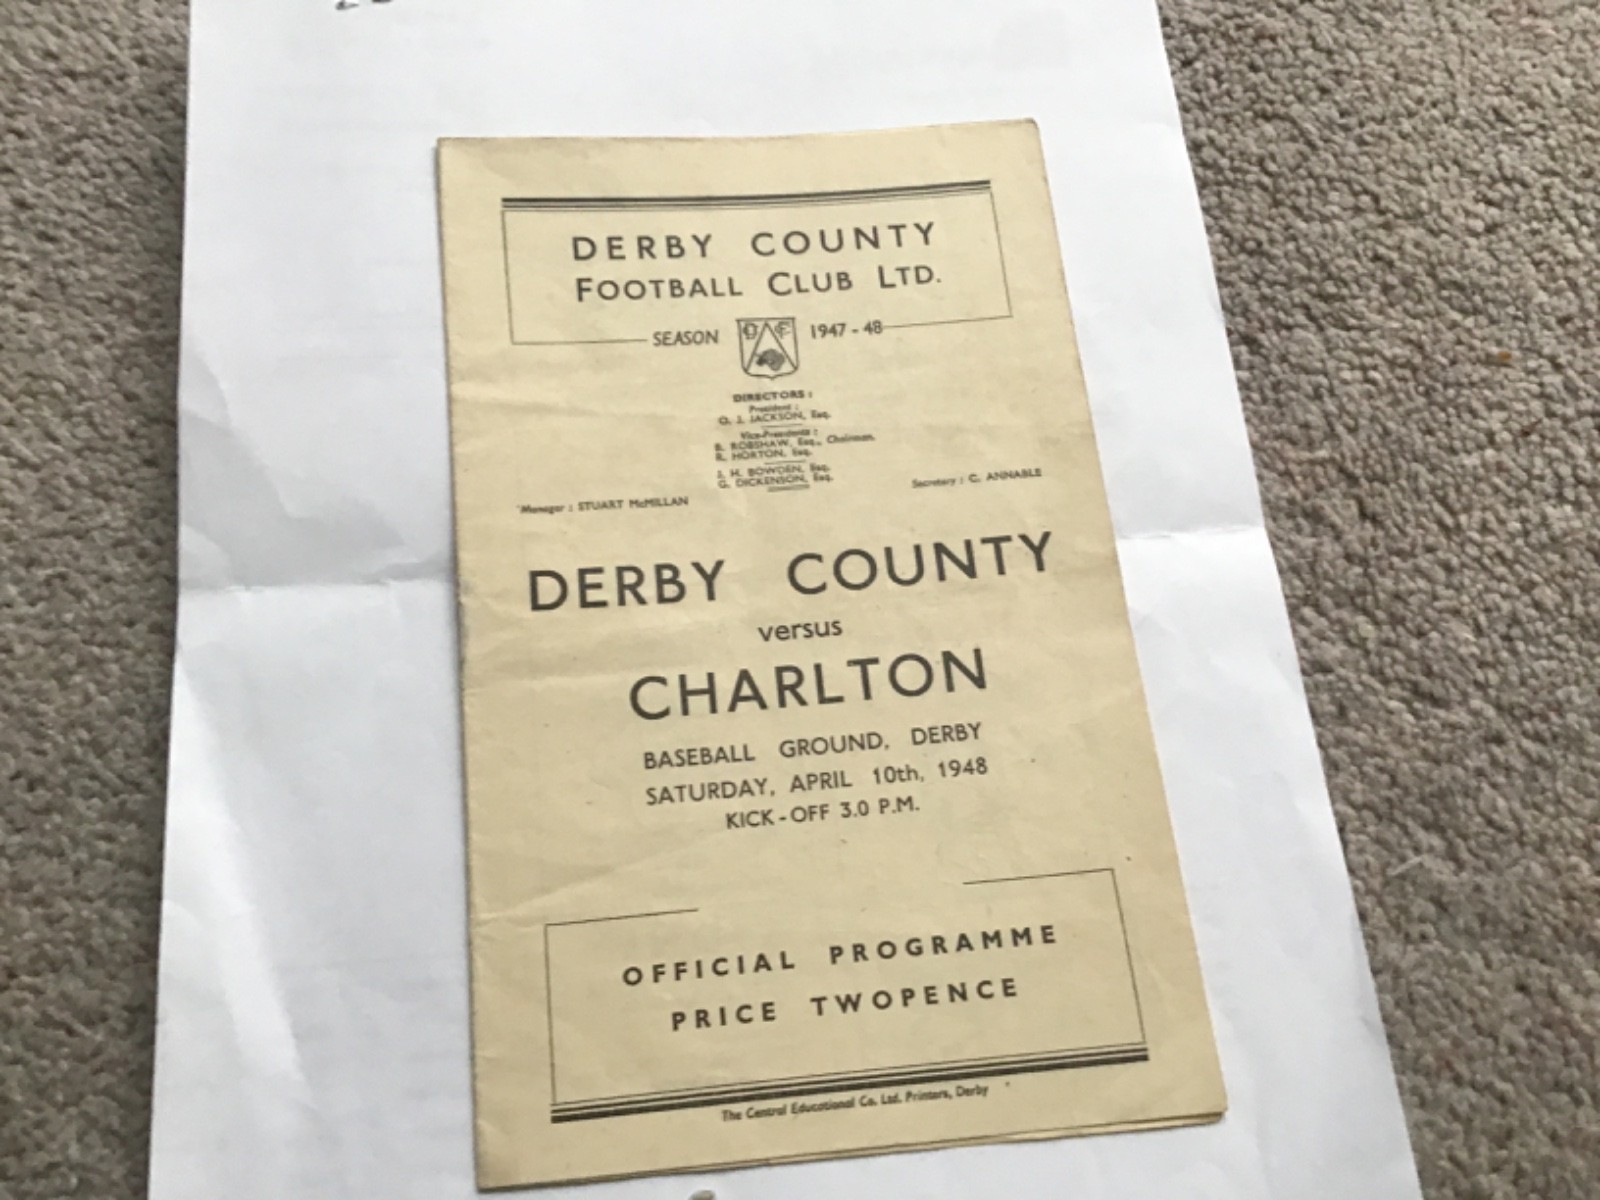 DERBY COUNTY
FOOTBALL CLUB LTD.
SEASON 1947-48
D C F
DIRECTORS:
President:
O. J. JACKSON, Esq.
Vice-Presidents:
B. ROBSHAW, Esq., Chairman.
R. HORTON, Esq.
J. H. BOWDEN, Esq.
G. DICKENSON, Esq.
Manager: STUART McMILLAN
Secretary: C. ANNABLE
DERBY COUNTY
versus
CHARLTON
BASEBALL GROUND, DERBY
SATURDAY, APRIL 10th, 1948
KICK-OFF 3.0 P.M.
OFFICIAL PROGRAMME
PRICE TWOPENCE
The Central Educational Co. Ltd. Printers, Derby